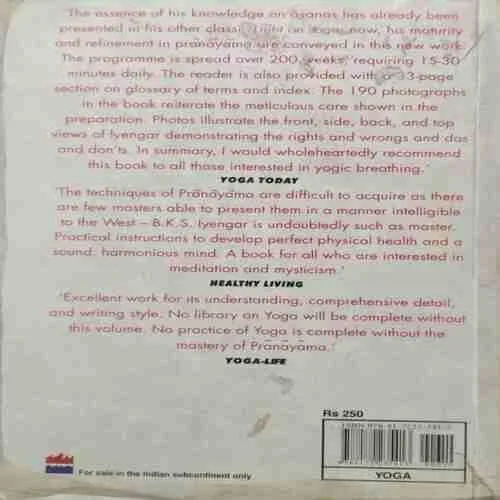 'The essence of his knowledge on āsanas has already been
presented in his other classic Light on Yoga; now, his maturity
and refinement in prānāyāma are conveyed in this new work.
The programme is spread over 200 weeks, requiring 15-30
minutes daily. The reader is also provided with a 33-page
section on glossary of terms and index. The 190 photographs
in the book reiterate the meticulous care shown in the
preparation. Photos illustrate the front, side, back, and top
views of Iyengar demonstrating the rights and wrongs and dos
and don'ts. In summary, I would wholeheartedly recommend
this book to all those interested in yogic breathing.'
YOGA TODAY
'The techniques of Prānāyāma are difficult to acquire as there
are few masters able to present them in a manner intelligible
to the West – B.K.S. Iyengar is undoubtedly such as master.
Practical instructions to develop perfect physical health and a
sound, harmonious mind. A book for all who are interested in
meditation and mysticism.'
HEALTHY LIVING
'Excellent work for its understanding, comprehensive detail,
and writing style. No library on Yoga will be complete without
this volume. No practice of Yoga is complete without the
mastery of Prānāyāma.'
YOGA-LIFE
Rs 250
ISBN 978-81-7223-
For sale in the Indian subcontinent only
YOGA